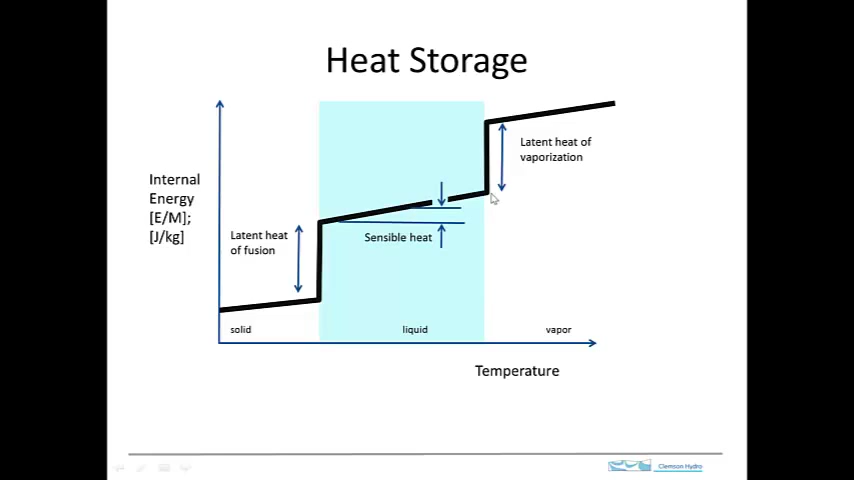 Heat Storage
Internal
Energy
[E/M];
[J/kg]
Latent heat of
vaporization
Latent heat
of fusion
Sensible heat
solid
liquid
vapor
Temperature
Clemson Hydro